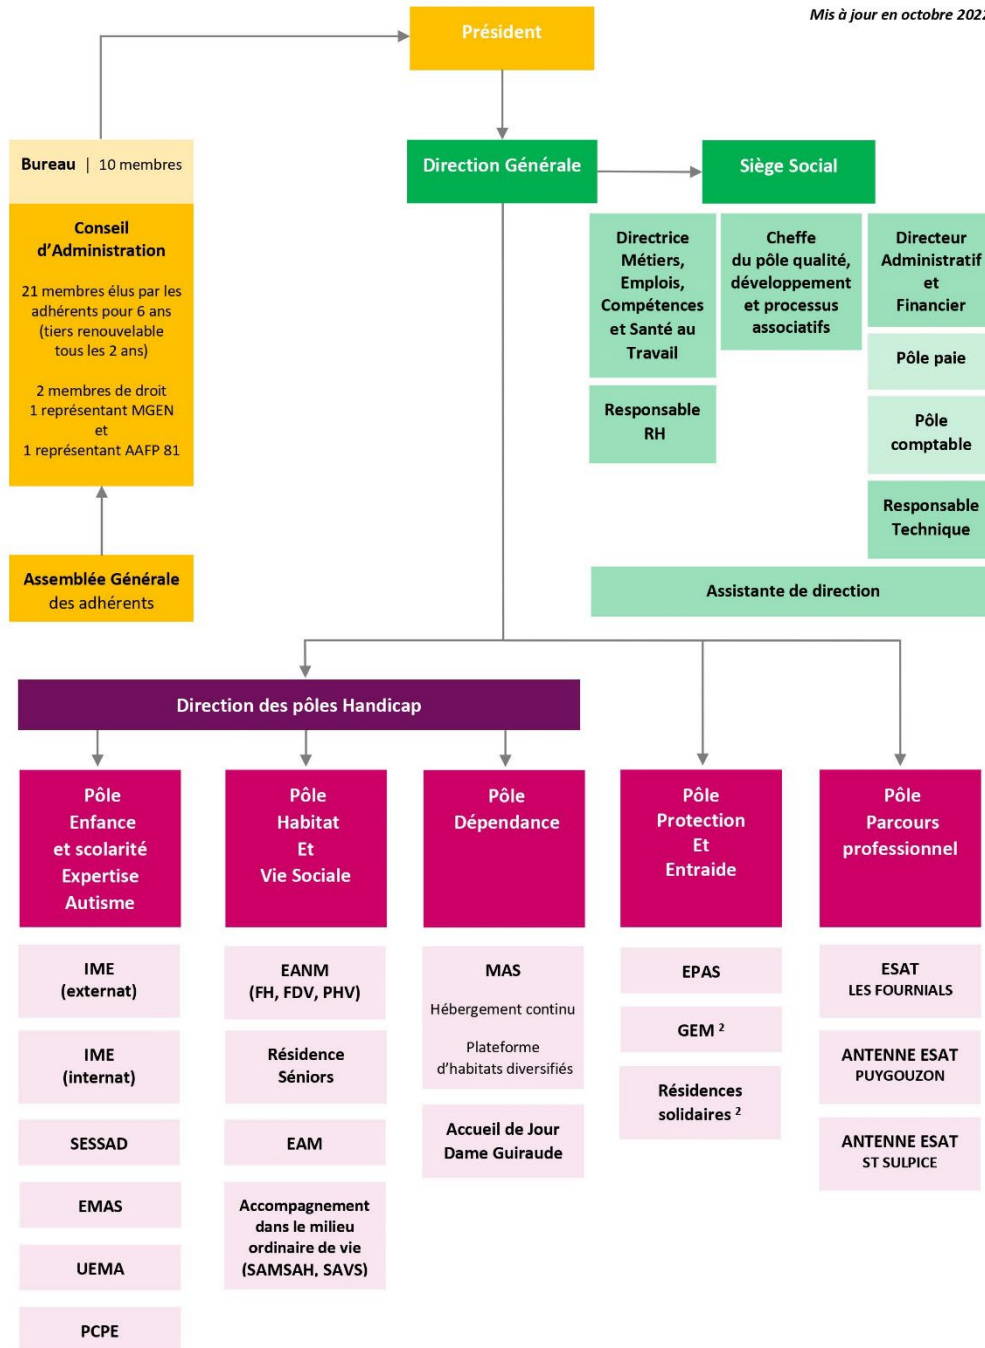 Mis à jour en octobre 2022
Président
Bureau | 10 membres
Conseil
d'Administration
21 membres élus par les
adhérents pour 6 ans
(tiers renouvelable
tous les 2 ans)
2 membres de droit
1 représentant MGEN
et
1 représentant AAFP 81
Assemblée Générale
des adhérents
Direction Générale
Siège Social
Directrice
Métiers,
Emplois,
Compétences
et Santé au
Travail
Responsable
RH
Cheffe
du pôle qualité,
développement
et processus
associatifs
Directeur
Administratif
et
Financier
Pôle paie
Pôle
comptable
Responsable
Technique
Assistante de direction
Direction des pôles Handicap
Pôle
Enfance
et scolarité
Expertise
Autisme
IME
(externat)
IME
(internat)
SESSAD
EMAS
UEMA
PCPE
Pôle
Habitat
Et
Vie Sociale
EANM
(FH, FDV, PHV)
Résidence
Séniors
EAM
Accompagnement
dans le milieu
ordinaire de vie
(SAMSAH, SAVS)
Pôle
Dépendance
MAS
Hébergement continu
Plateforme
d'habitats diversifiés
Accueil de Jour
Dame Guiraude
Pôle
Protection
Et
Entraide
EPAS
GEM ²
Résidences
solidaires ²
Pôle
Parcours
professionnel
ESAT
LES FOURNIALS
ANTENNE ESAT
PUYGOUZON
ANTENNE ESAT
ST SULPICE